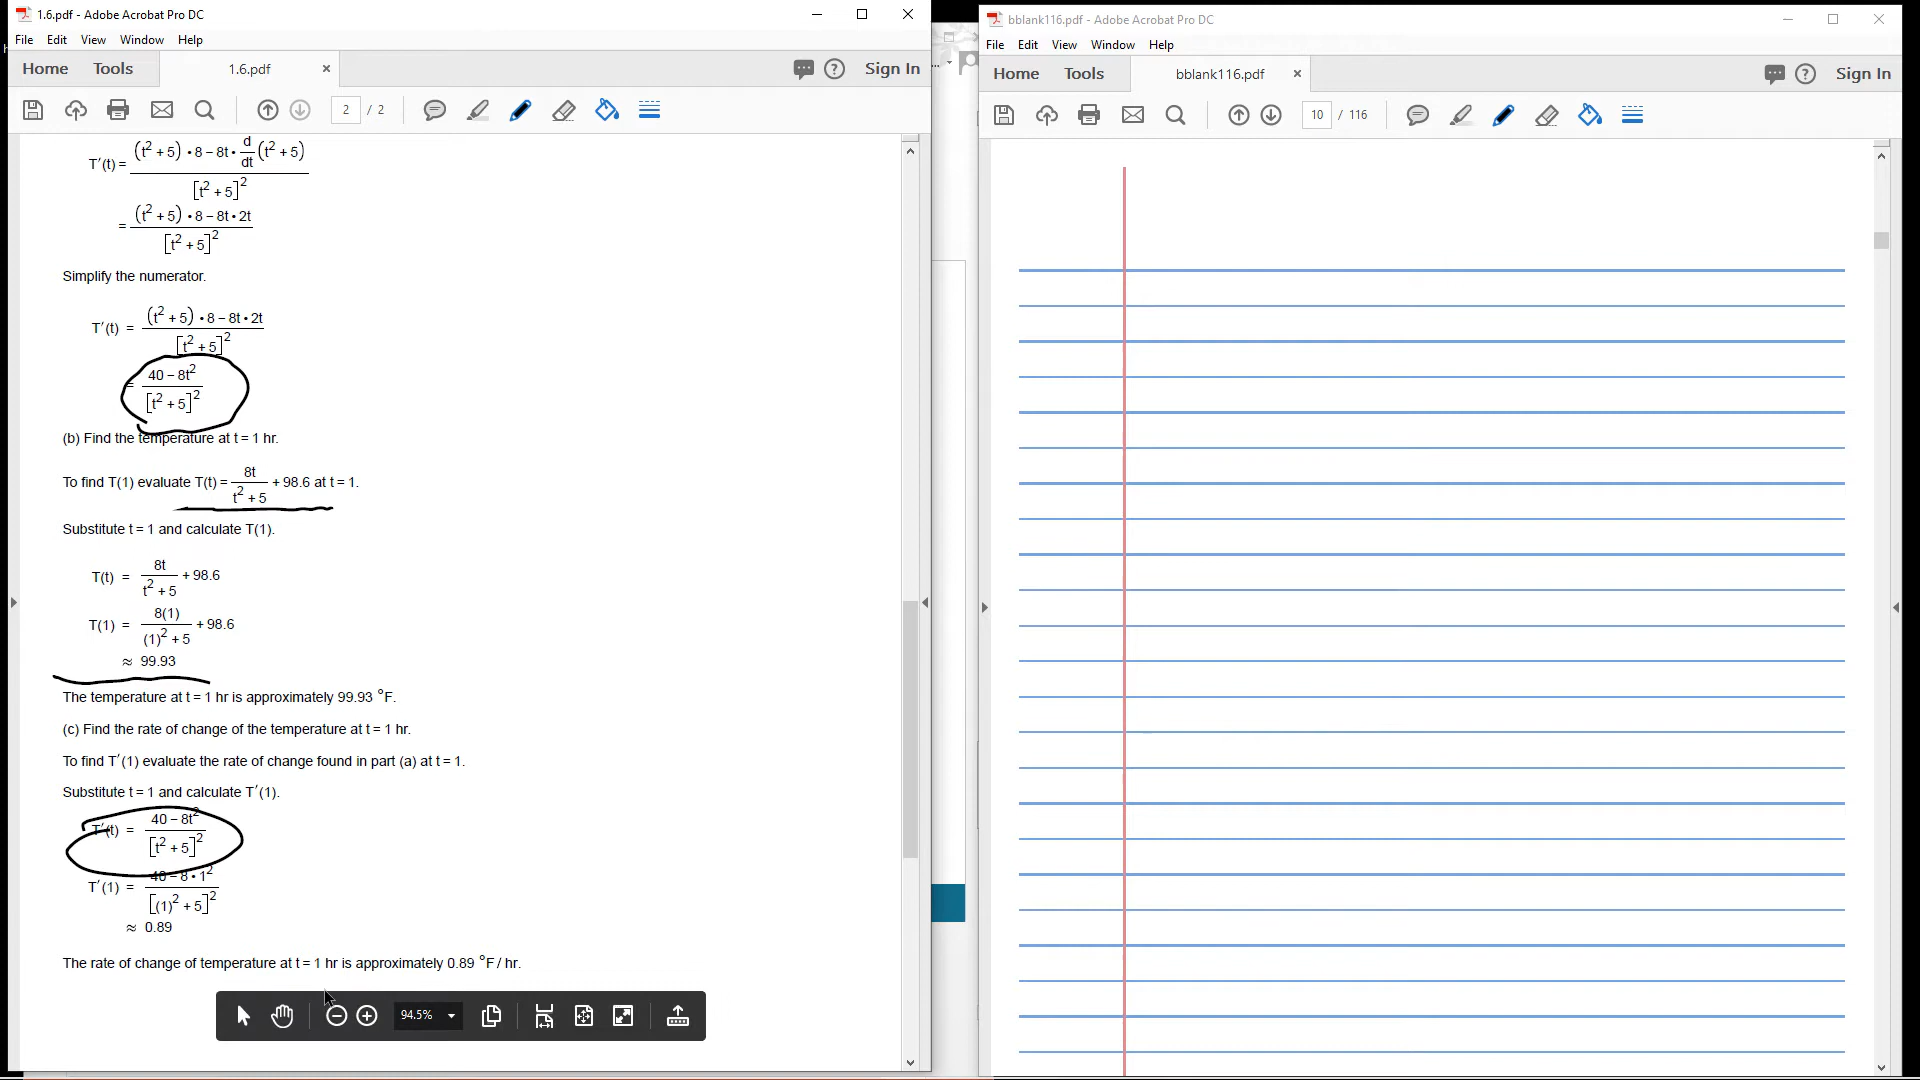 1.6.pdf - Adobe Acrobat Pro DC
File Edit View Window Help
Home Tools 1.6.pdf × Sign In
2 / 2
T′(t) = (t² + 5) • 8 − 8t • d/dt (t² + 5) / [t² + 5]²
= (t² + 5) • 8 − 8t • 2t / [t² + 5]²
Simplify the numerator.
T′(t) = (t² + 5) • 8 − 8t • 2t / [t² + 5]²
= 40 − 8t² / [t² + 5]²
(b) Find the temperature at t = 1 hr.
To find T(1) evaluate T(t) = 8t / t² + 5 + 98.6 at t = 1.
Substitute t = 1 and calculate T(1).
T(t) = 8t / t² + 5 + 98.6
T(1) = 8(1) / (1)² + 5 + 98.6
≈ 99.93
The temperature at t = 1 hr is approximately 99.93 °F.
(c) Find the rate of change of the temperature at t = 1 hr.
To find T′(1) evaluate the rate of change found in part (a) at t = 1.
Substitute t = 1 and calculate T′(1).
T′(t) = 40 − 8t² / [t² + 5]²
T′(1) = 40 − 8 • 1² / [(1)² + 5]²
≈ 0.89
The rate of change of temperature at t = 1 hr is approximately 0.89 °F / hr.
94.5%
bblank116.pdf - Adobe Acrobat Pro DC
File Edit View Window Help
Home Tools bblank116.pdf × Sign In
10 / 116